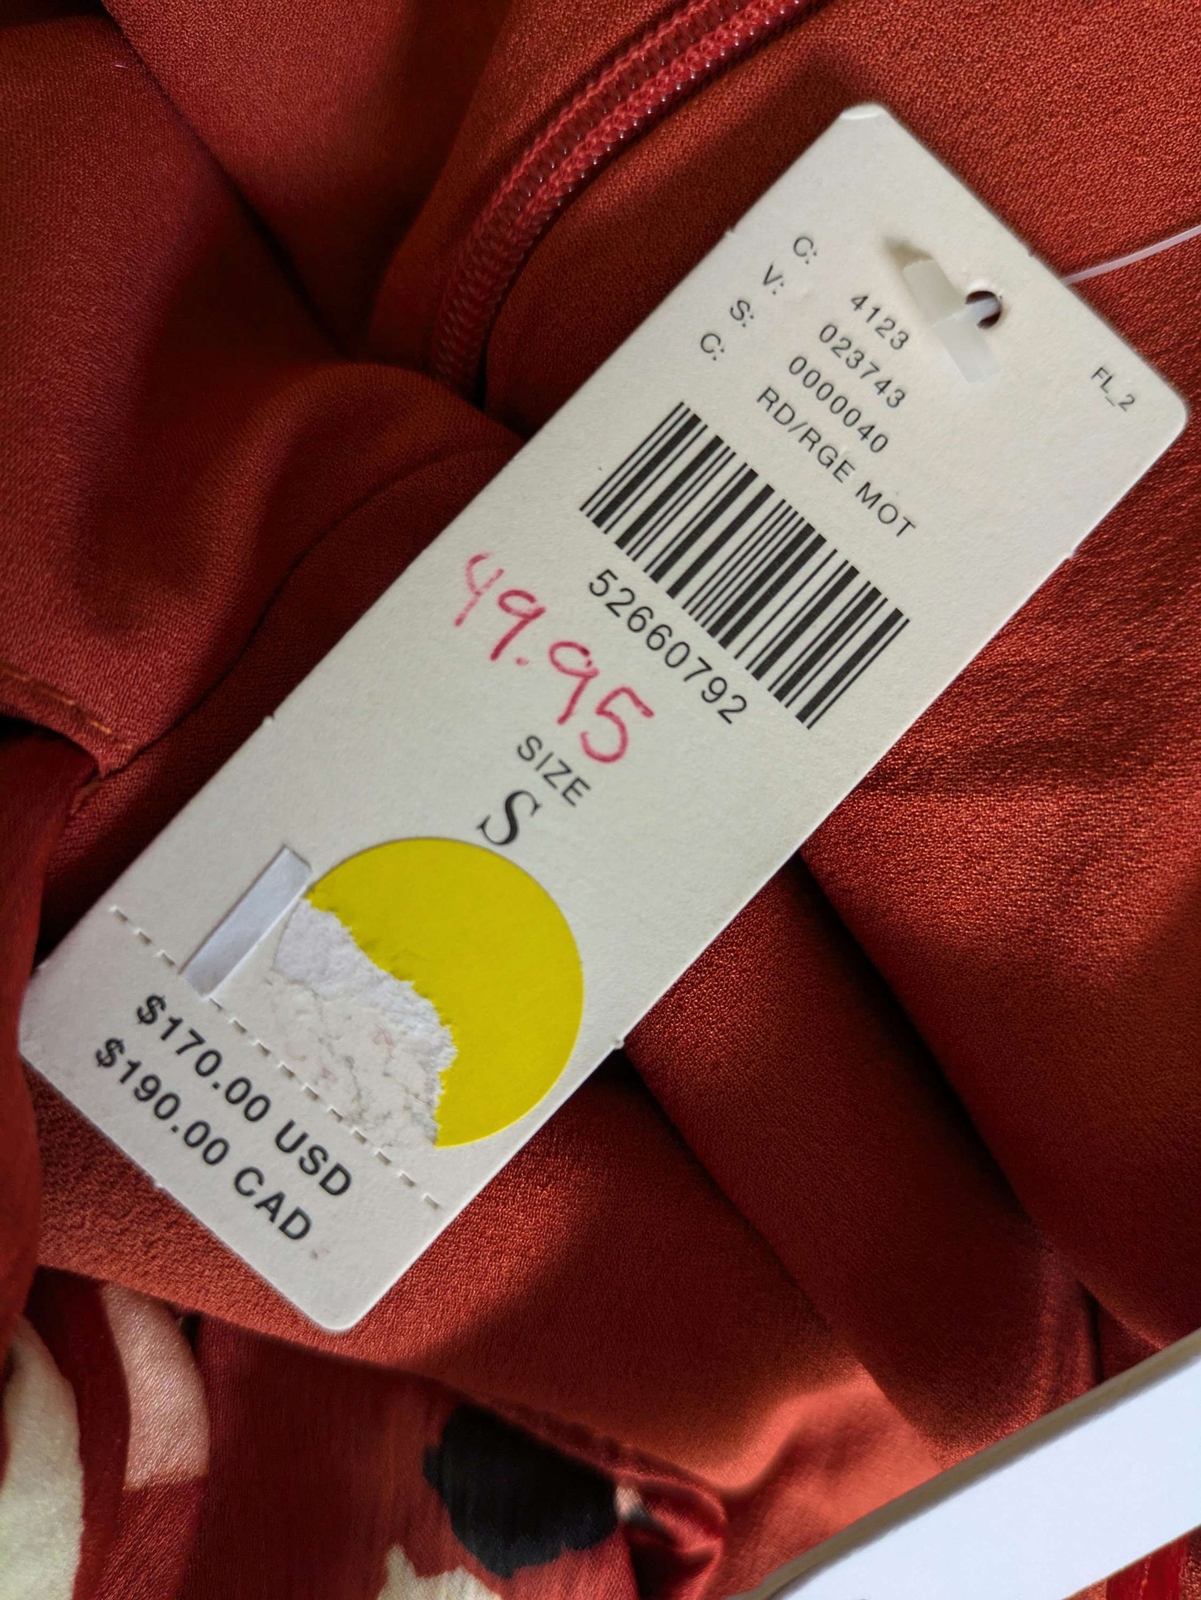 FL_2
C: 4123
V: 023743
S: 0000040
C: RD/RGE MOT
52660792
49.95
SIZE
S
$170.00 USD
$190.00 CAD